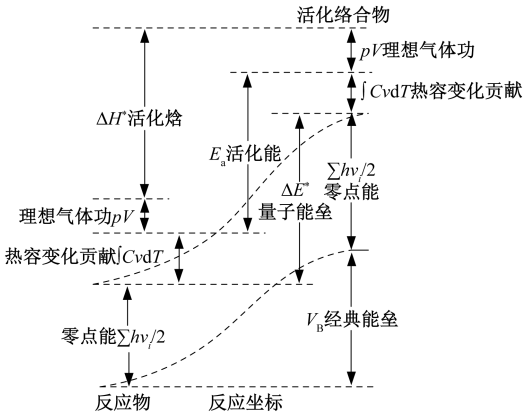 活化络合物
pV理想气体功
∫CvdT热容变化贡献
ΔH*活化焓
Ea活化能
ΔE*
量子能垒
∑hνi/2
零点能
理想气体功pV
热容变化贡献∫CvdT
VB经典能垒
零点能∑hνi/2
反应物
反应坐标